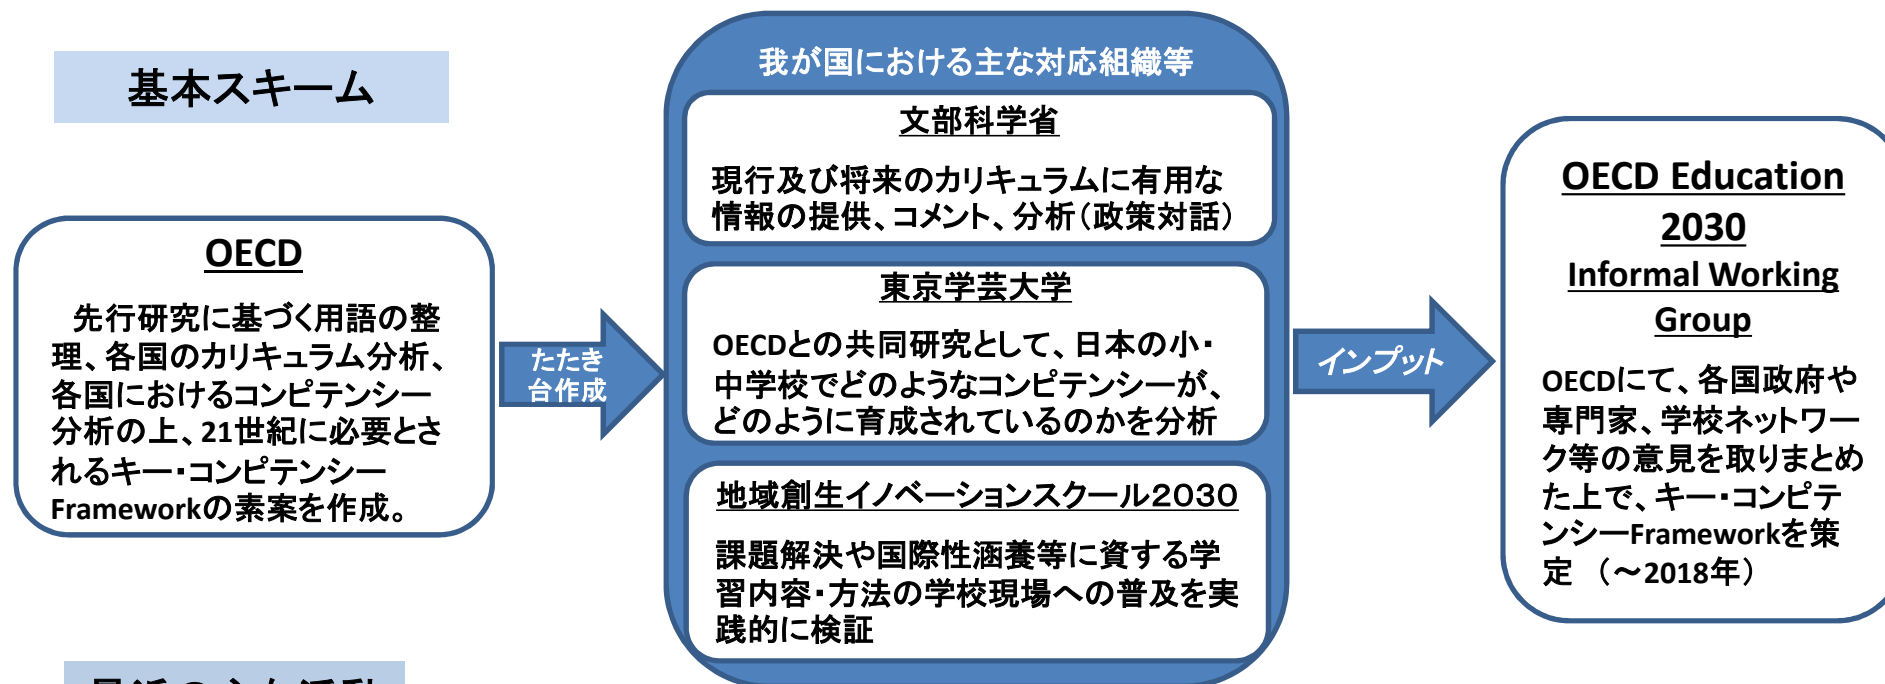 基本スキーム
OECD
先行研究に基づく用語の整
理、各国のカリキュラム分析、
各国におけるコンピテンシー
分析の上、21世紀に必要とさ
れるキー・コンピテンシー
Frameworkの素案を作成。
たたき
台作成
我が国における主な対応組織等
文部科学省
現行及び将来のカリキュラムに有用な
情報の提供、コメント、分析(政策対話)
東京学芸大学
OECDとの共同研究として、日本の小・
中学校でどのようなコンピテンシーが、
どのように育成されているのかを分析
地域創生イノベーションスクール2030
課題解決や国際性涵養等に資する学
習内容・方法の学校現場への普及を実
践的に検証
インプット
OECD Education
2030
Informal Working
Group
OECDにて、各国政府や
専門家、学校ネットワー
ク等の意見を取りまとめ
た上で、キー・コンピテ
ンシーFrameworkを策
定 (~2018年)